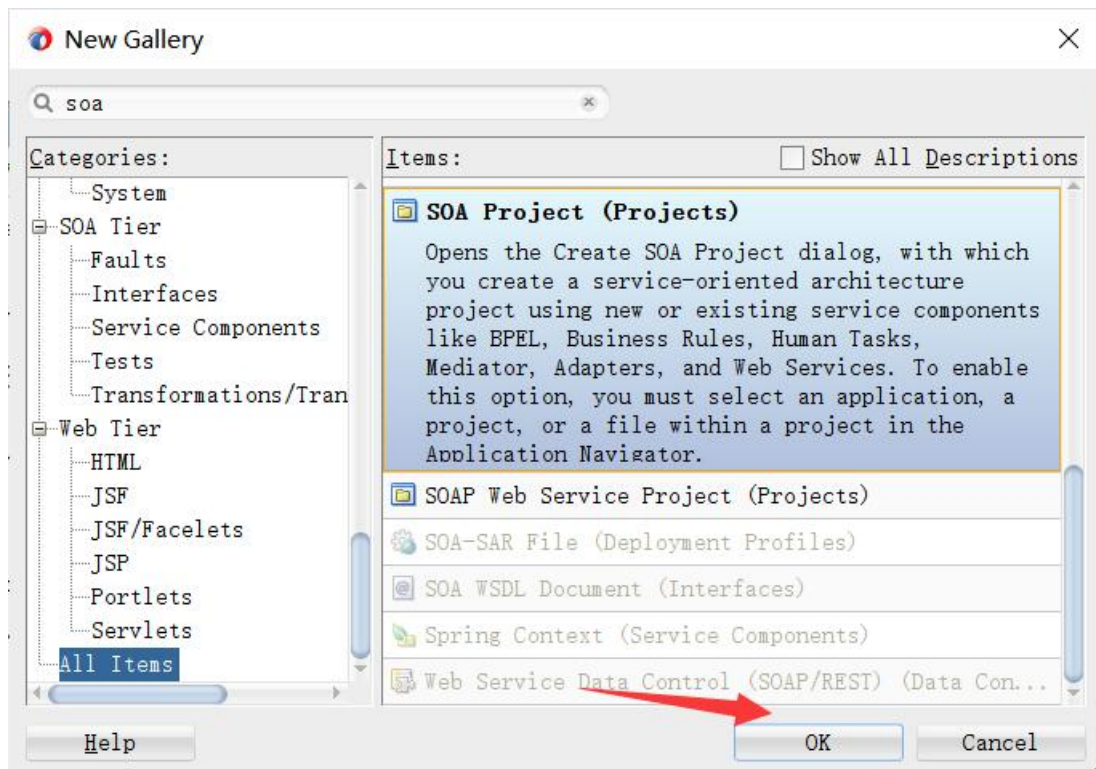 New Gallery
soa
Categories:
System
SOA Tier
Faults
Interfaces
Service Components
Tests
Transformations/Tran
Web Tier
HTML
JSF
JSF/Facelets
JSP
Portlets
Servlets
All Items
Items:
Show All Descriptions
SOA Project (Projects)
Opens the Create SOA Project dialog, with which
you create a service-oriented architecture
project using new or existing service components
like BPEL, Business Rules, Human Tasks,
Mediator, Adapters, and Web Services. To enable
this option, you must select an application, a
project, or a file within a project in the
Application Navigator.
SOAP Web Service Project (Projects)
SOA-SAR File (Deployment Profiles)
SOA WSDL Document (Interfaces)
Spring Context (Service Components)
Web Service Data Control (SOAP/REST) (Data Con...
Help
OK
Cancel